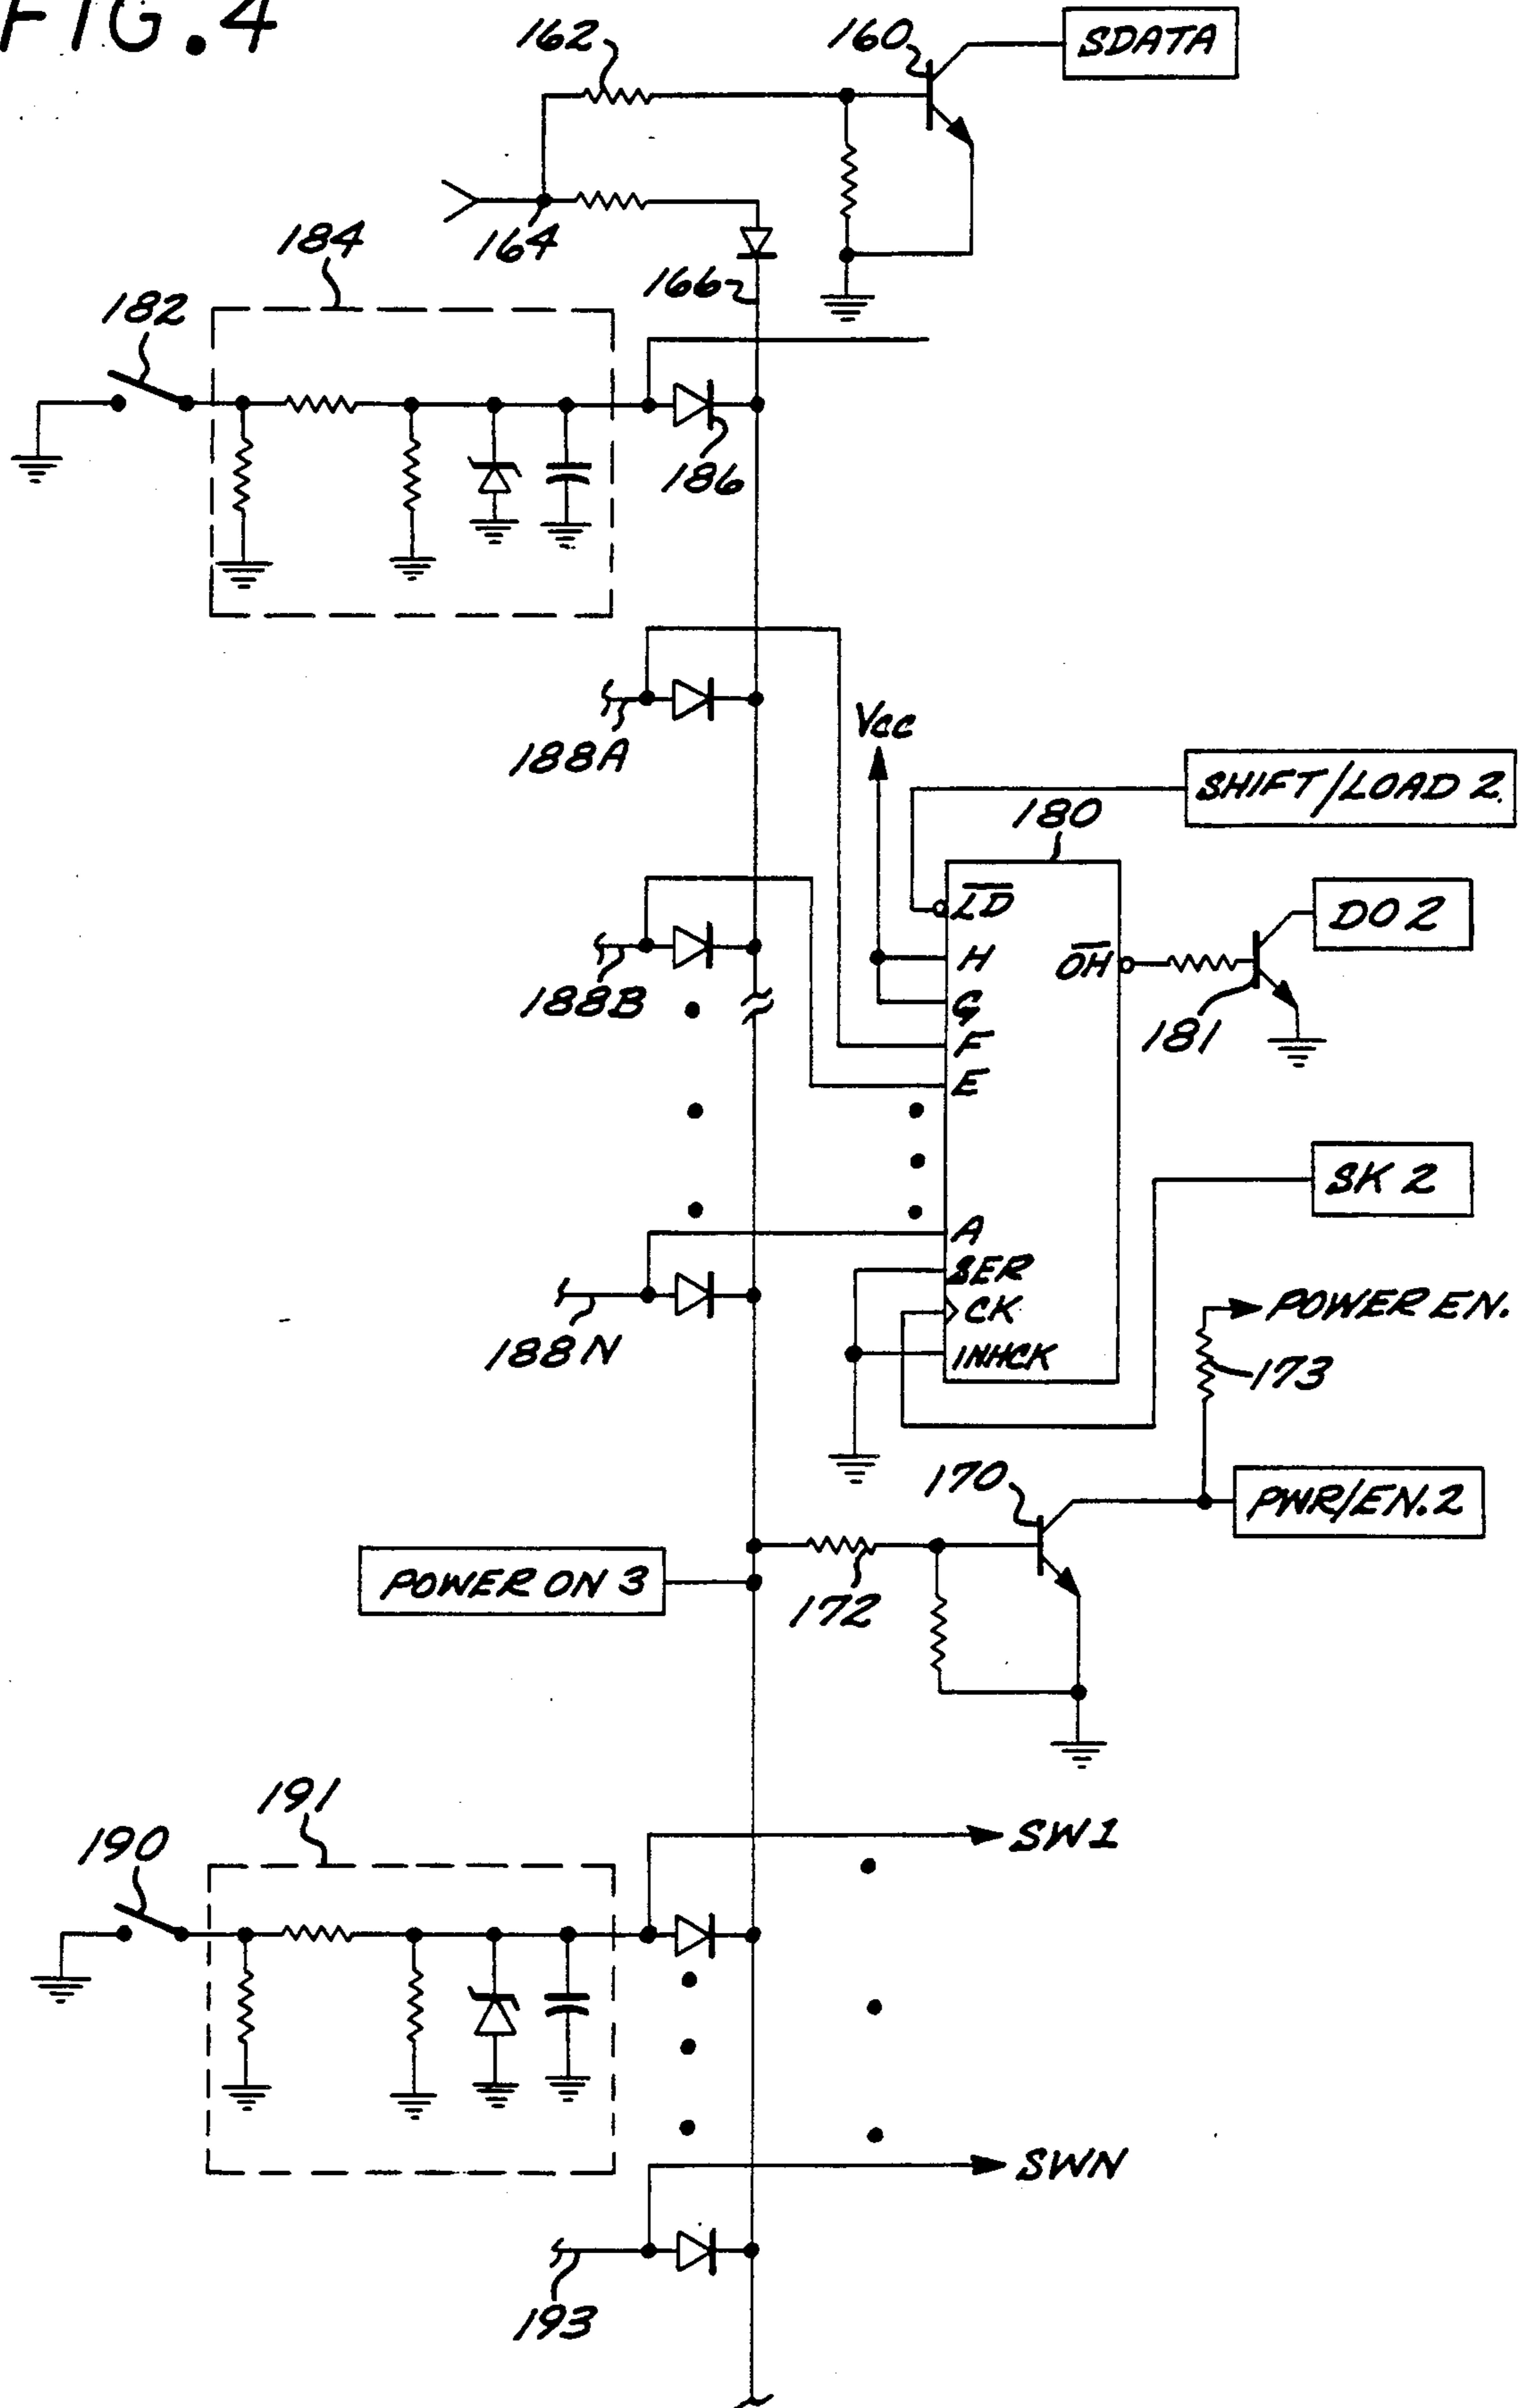 FIG.4
162
160
SDATA
164
184
166
182
186
188A
Vcc
SHIFT/LOAD 2
180
LD
H
OH
DO 2
188B
G
181
F
E
SK 2
A
SER
CK
POWER EN.
188N
INHCK
173
170
PWR/EN.2
POWER ON 3
172
191
SW1
190
SWN
193